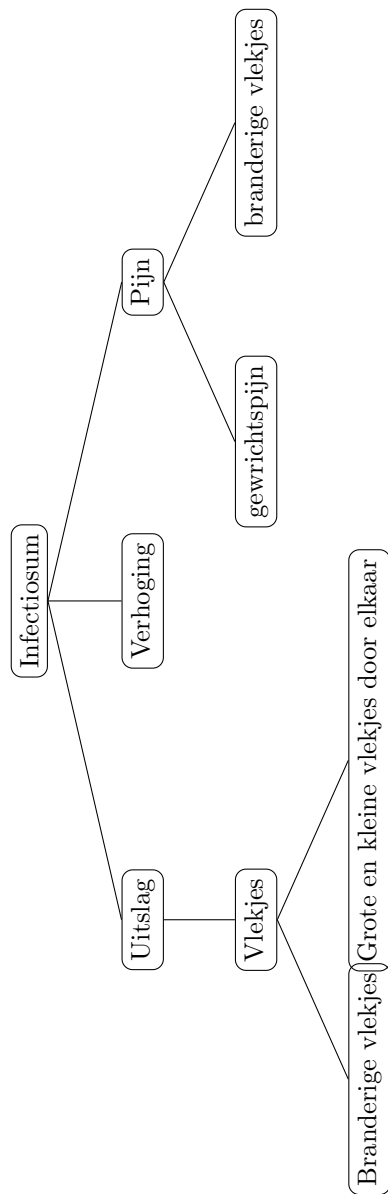 Infectiosum
Uitslag
Verhoging
Pijn
Vlekjes
gewrichtspijn
branderige vlekjes
Branderige vlekjes
Grote en kleine vlekjes door elkaar